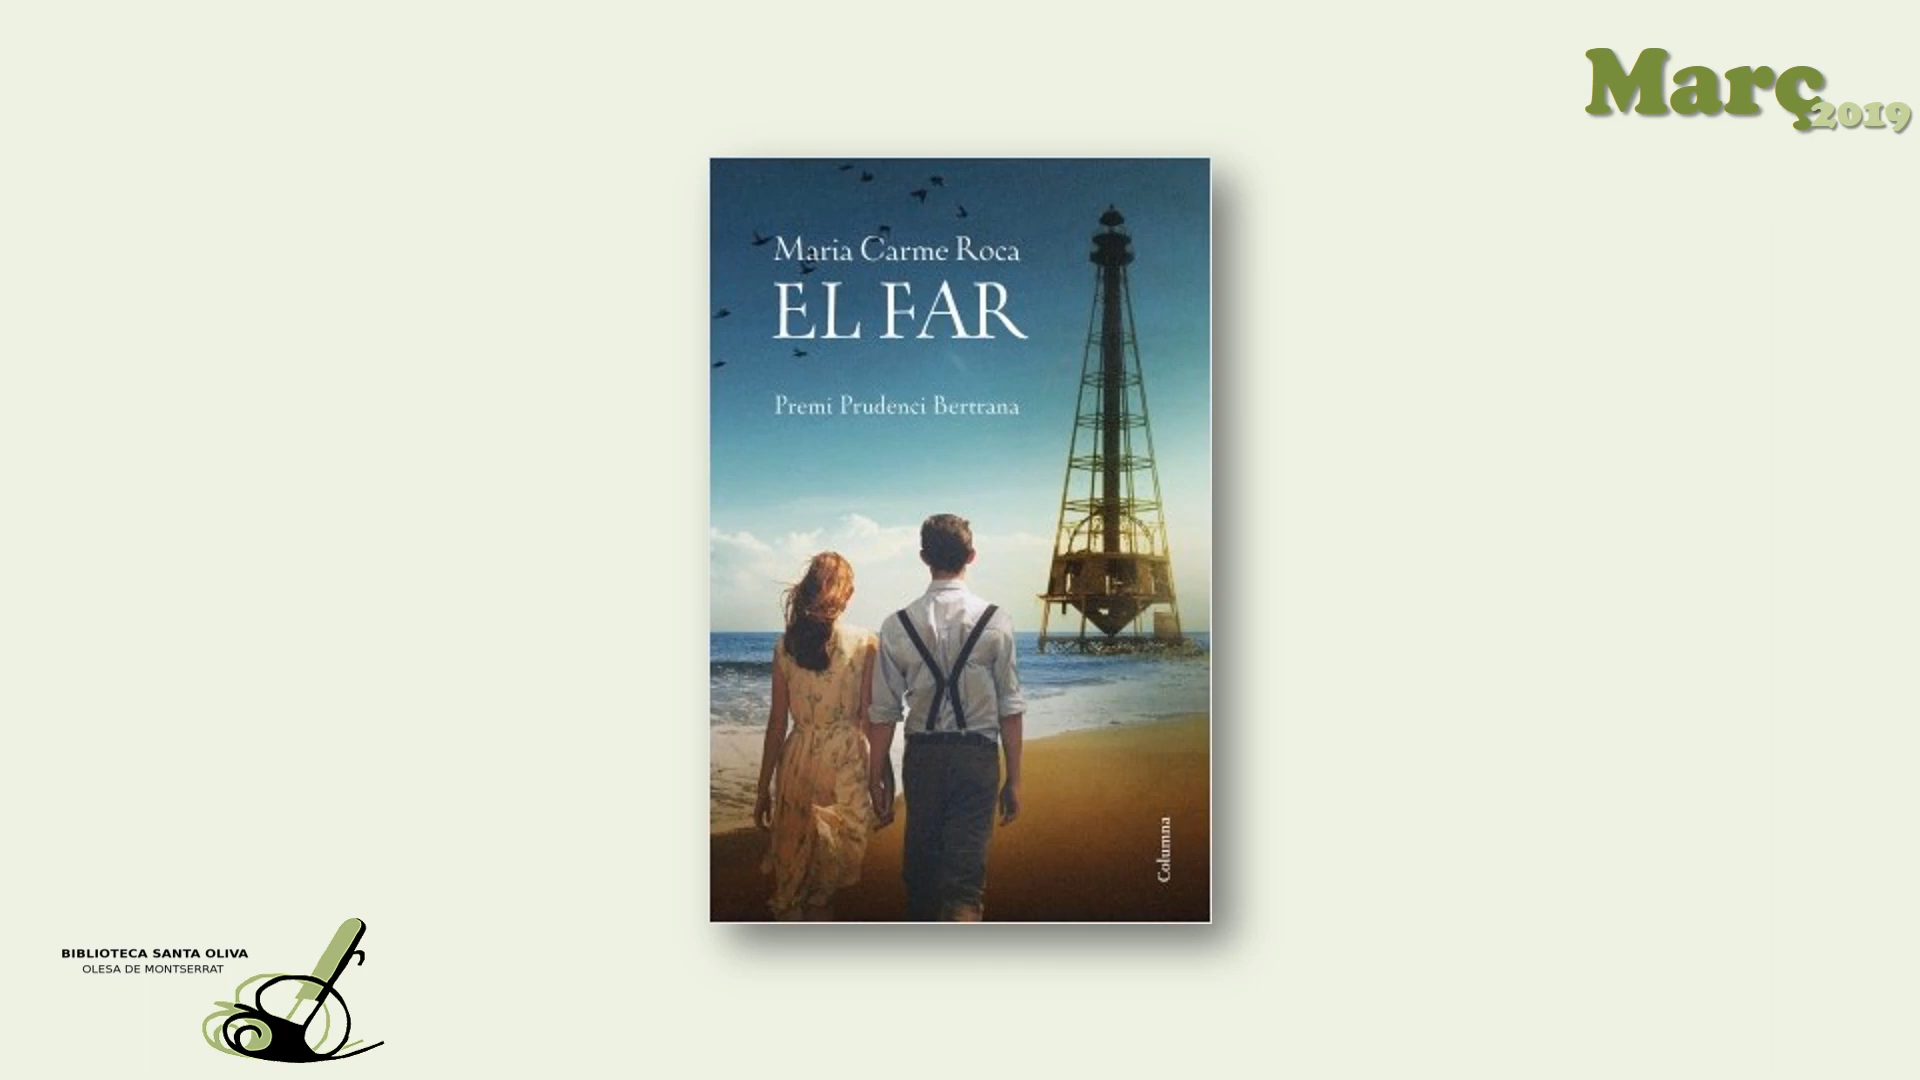 Març 2019
Maria Carme Roca
EL FAR
Premi Prudenci Bertrana
Columna
BIBLIOTECA SANTA OLIVA
OLESA DE MONTSERRAT